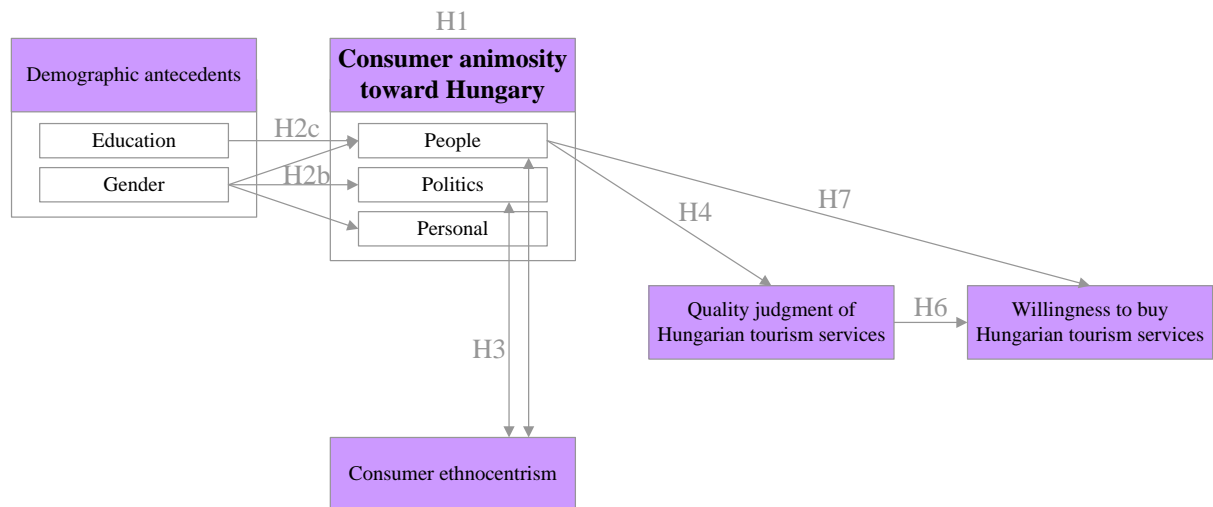 H1
Demographic antecedents
Consumer animosity
toward Hungary
Education
H2c
People
Gender
H2b
Politics
Personal
H4
H7
Quality judgment of
Hungarian tourism services
H6
Willingness to buy
Hungarian tourism services
H3
Consumer ethnocentrism